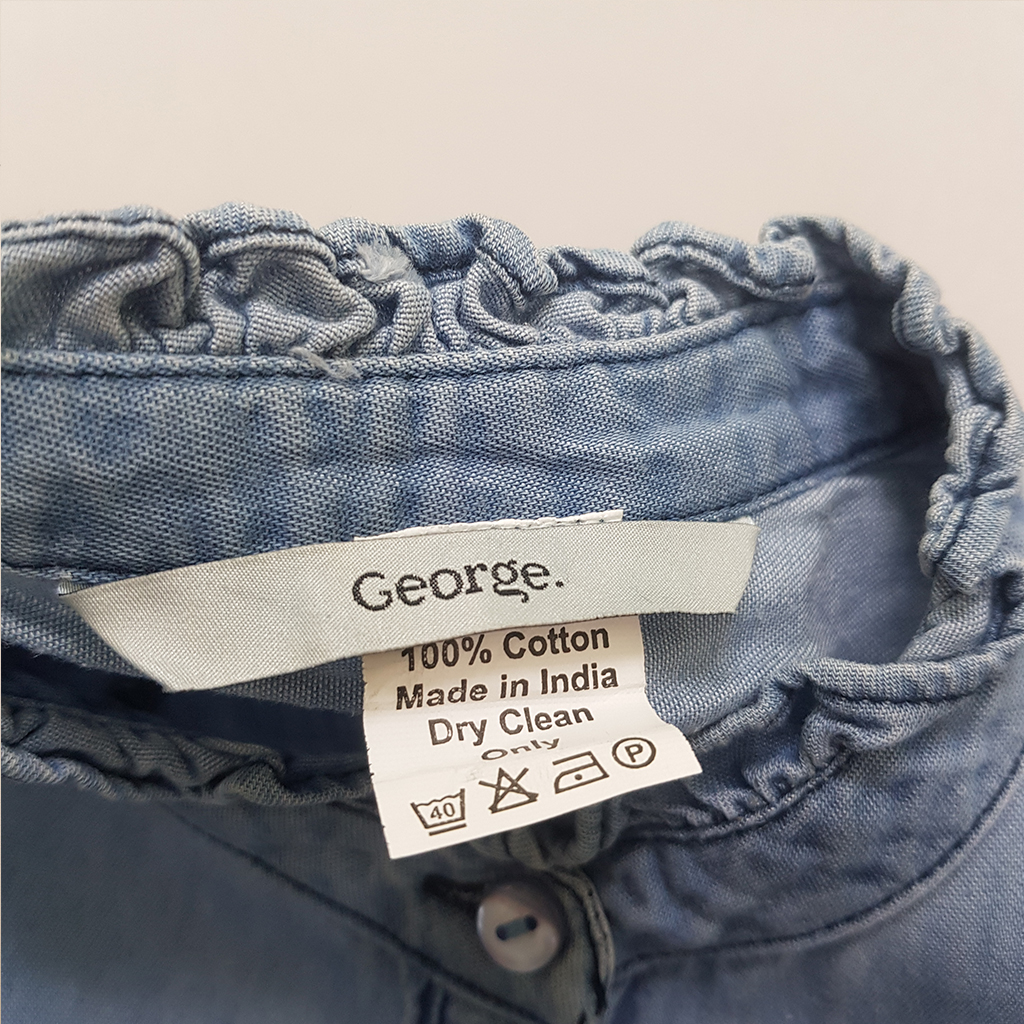 George.
100% Cotton
Made in India
Dry Clean
Only
40 P